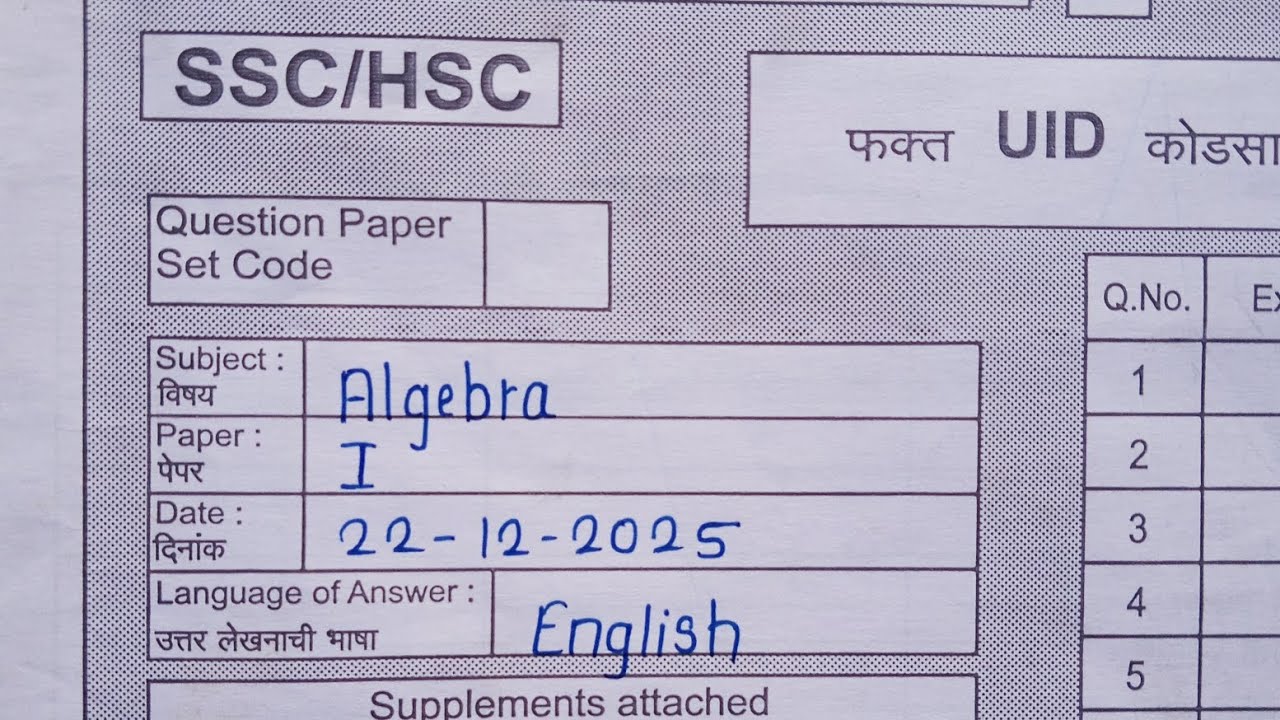 SSC/HSC
फक्त UID कोडसा
Question Paper
Set Code
Q.No.
Subject : Algebra
विषय
1
Paper : I
पेपर
2
Date : 22-12-2025
दिनांक
3
Language of Answer : English
उत्तर लेखनाची भाषा
4
5
Supplements attached